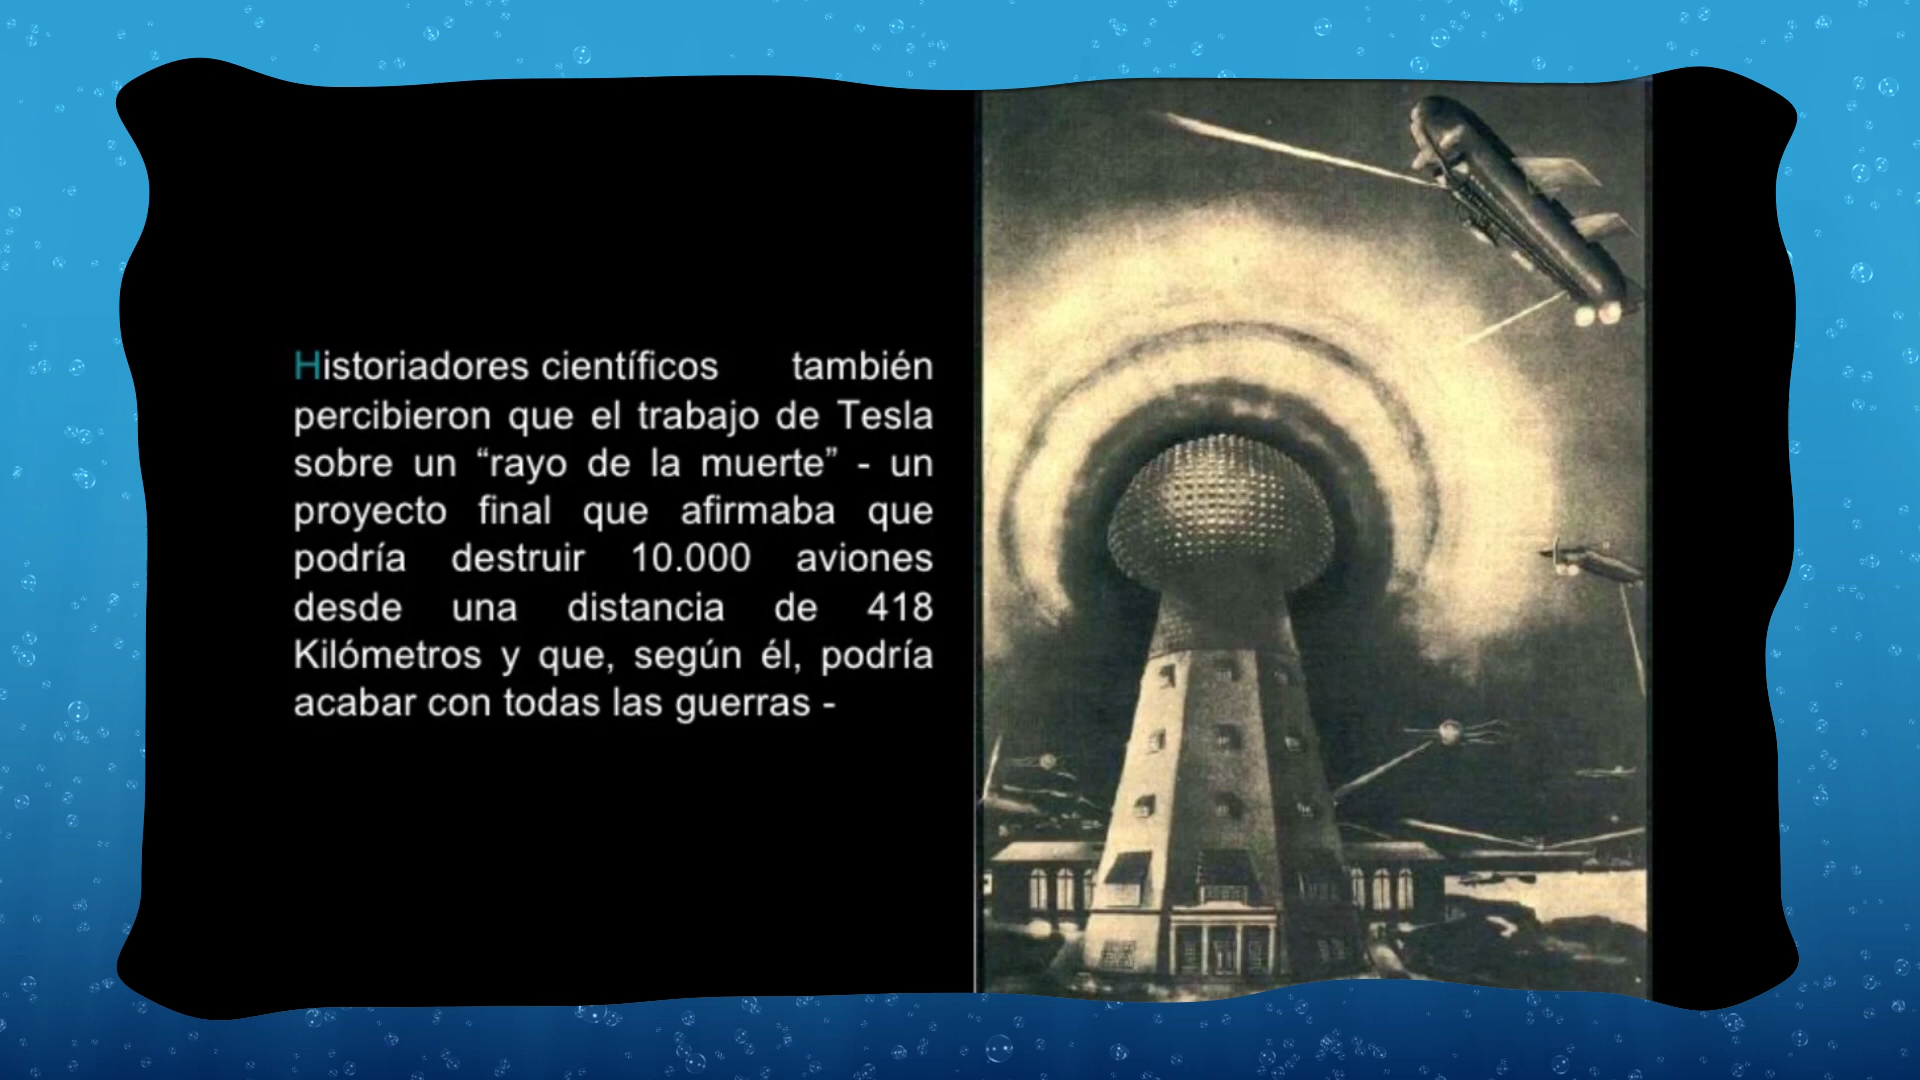 Historiadores científicos también
percibieron que el trabajo de Tesla
sobre un “rayo de la muerte” - un
proyecto final que afirmaba que
podría destruir 10.000 aviones
desde una distancia de 418
Kilómetros y que, según él, podría
acabar con todas las guerras -